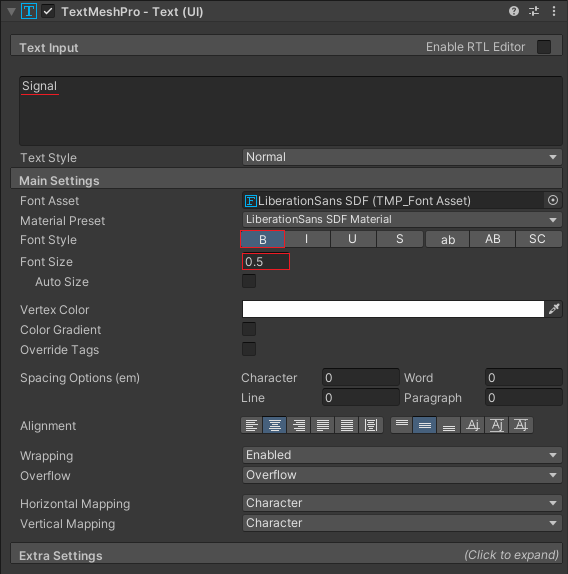 TextMeshPro - Text (UI)
Text Input Enable RTL Editor
Signal
Text Style Normal
Main Settings
Font Asset LiberationSans SDF (TMP_Font Asset)
Material Preset LiberationSans SDF Material
Font Style B I U S ab AB SC
Font Size 0.5
Auto Size
Vertex Color
Color Gradient
Override Tags
Spacing Options (em) Character 0 Word 0
Line 0 Paragraph 0
Alignment
Wrapping Enabled
Overflow Overflow
Horizontal Mapping Character
Vertical Mapping Character
Extra Settings (Click to expand)